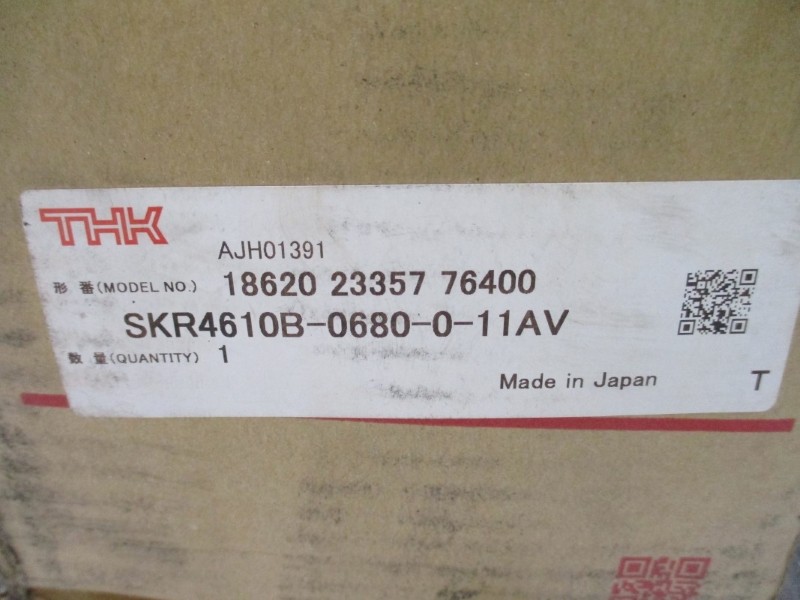 THK
AJH01391
形 番(MODEL NO.) 18620 23357 76400
SKR4610B-0680-0-11AV
数 量(QUANTITY) 1
Made in Japan T